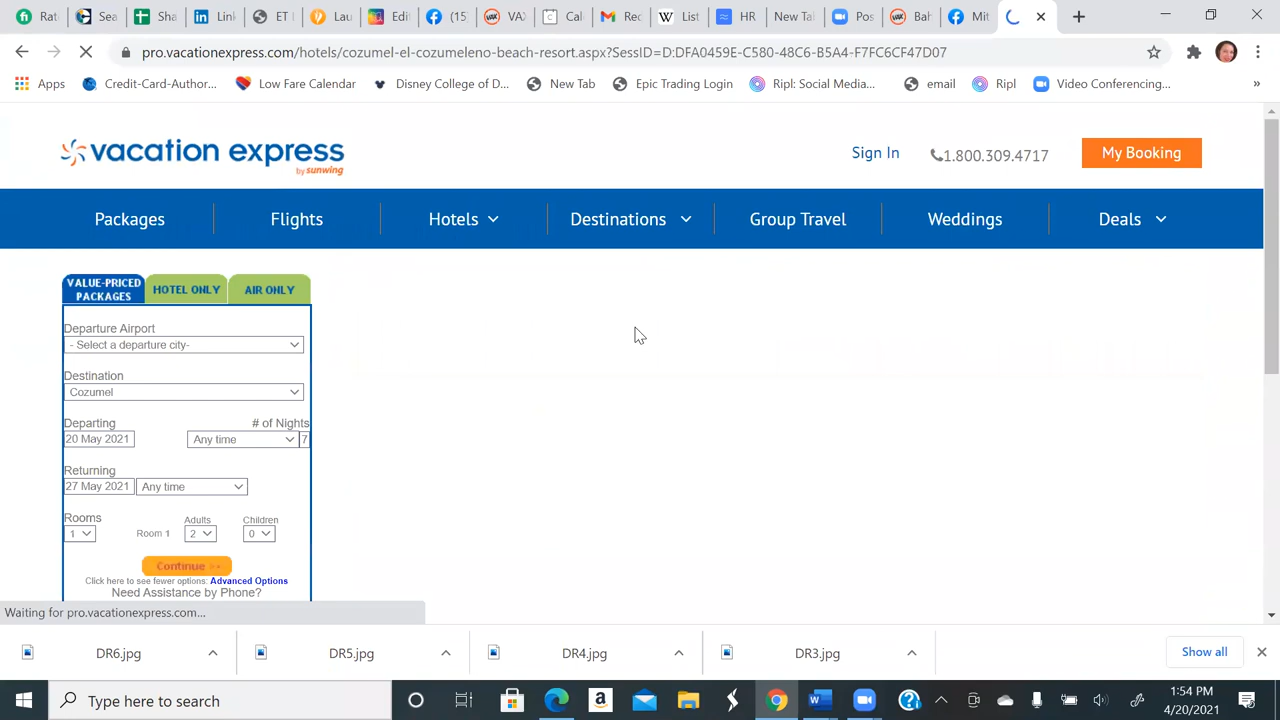 Rat
Sea
Sha
Link
ET I
Lau
Edi
(15
VAX
Cal
Rec
List
HR
New Tab
Pos
Bah
Mit
pro.vacationexpress.com/hotels/cozumel-el-cozumeleno-beach-resort.aspx?SessID=D:DFA0459E-C580-48C6-B5A4-F7FC6CF47D07
Apps
Credit-Card-Author...
Low Fare Calendar
Disney College of D...
New Tab
Epic Trading Login
Ripl: Social Media...
email
Ripl
Video Conferencing...
»
vacation express
by sunwing
Sign In
1.800.309.4717
My Booking
Packages
Flights
Hotels
Destinations
Group Travel
Weddings
Deals
VALUE-PRICED
PACKAGES
HOTEL ONLY
AIR ONLY
Departure Airport
- Select a departure city-
Destination
Cozumel
Departing # of Nights
20 May 2021 Any time 7
Returning
27 May 2021 Any time
Rooms Adults Children
1 Room 1 2 0
Continue >>
Click here to see fewer options: Advanced Options
Need Assistance by Phone?
Waiting for pro.vacationexpress.com...
DR6.jpg
DR5.jpg
DR4.jpg
DR3.jpg
Show all
Type here to search
1:54 PM
4/20/2021